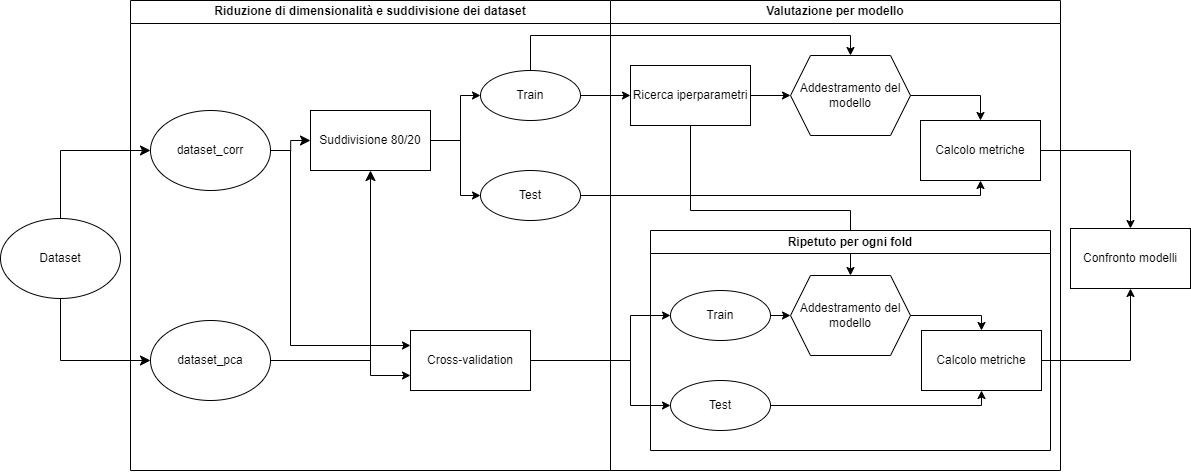 Riduzione di dimensionalità e suddivisione dei dataset
Valutazione per modello
Train
Ricerca iperparametri
Addestramento del
modello
dataset_corr
Suddivisione 80/20
Calcolo metriche
Test
Dataset
Ripetuto per ogni fold
Confronto modelli
Train
Addestramento del
modello
dataset_pca
Cross-validation
Calcolo metriche
Test